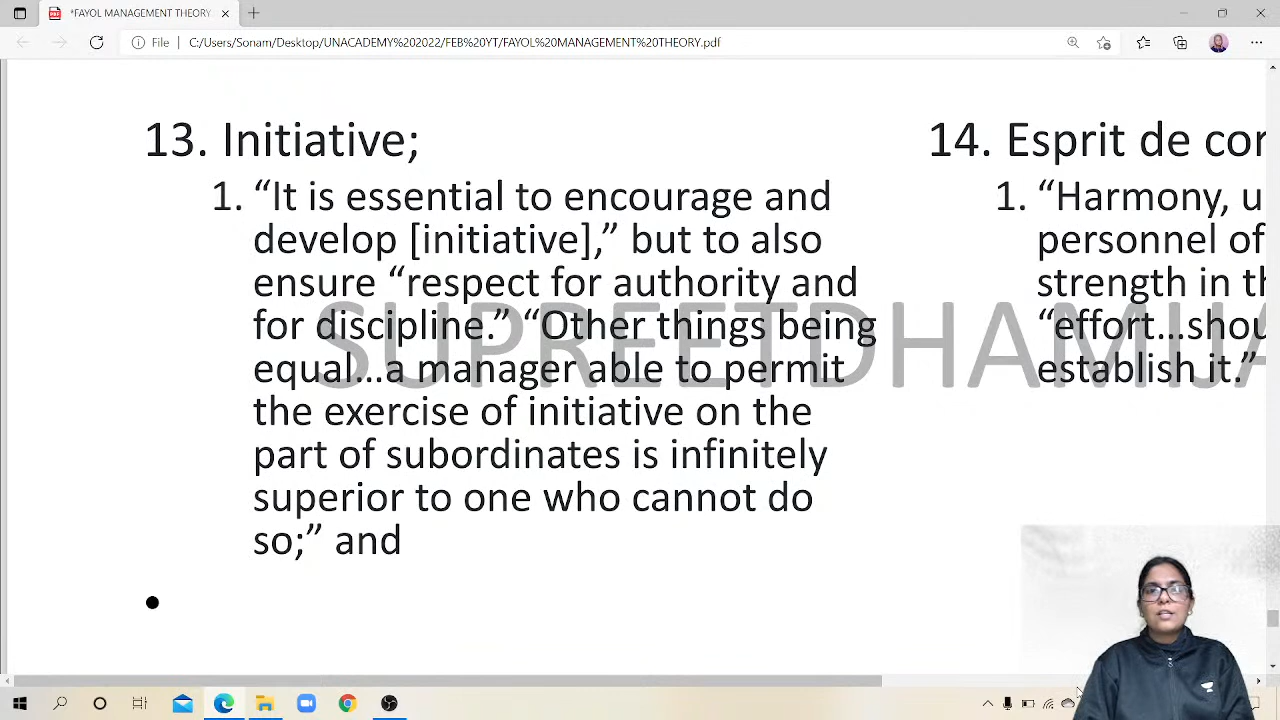 *FAYOL MANAGEMENT THEORY
File
C:/Users/Sonam/Desktop/UNACADEMY%202022/FEB%20YT/FAYOL%20MANAGEMENT%20THEORY.pdf
13. Initiative;
1. “It is essential to encourage and
develop [initiative],” but to also
ensure “respect for authority and
for discipline.” “Other things being
equal…a manager able to permit
the exercise of initiative on the
part of subordinates is infinitely
superior to one who cannot do
so;” and
•
14. Esprit de cor
1. “Harmony, u
personnel of
strength in th
“effort…shou
establish it.”
SUPREETDHAMIJA